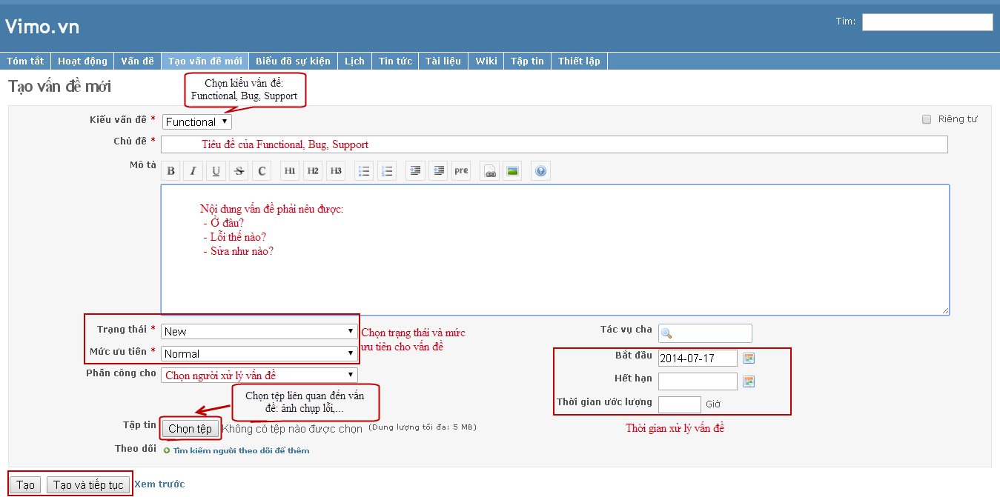 Vimo.vn
Tìm:
Tóm tắt Hoạt động Vấn đề Tạo vấn đề mới Biểu đồ sự kiện Lịch Tin tức Tài liệu Wiki Tập tin Thiết lập
Tạo vấn đề mới
Chọn kiểu vấn đề:
Functional, Bug, Support
Kiểu vấn đề * Functional
Riêng tư
Chủ đề * Tiêu đề của Functional, Bug, Support
Mô tả
B I U S C H1 H2 H3 pre
Nội dung vấn đề phải nêu được:
- Ở đâu?
- Lỗi thế nào?
- Sửa như nào?
Trạng thái * New
Mức ưu tiên * Normal
Chọn trạng thái và mức
ưu tiên cho vấn đề
Phân công cho Chọn người xử lý vấn đề
Tác vụ cha
Bắt đầu 2014-07-17
Hết hạn
Thời gian ước lượng Giờ
Thời gian xử lý vấn đề
Chọn tệp liên quan đến vấn
đề: ảnh chụp lỗi,...
Tập tin Chọn tệp Không có tệp nào được chọn (Dung lượng tối đa: 5 MB)
Theo dõi Tìm kiếm người theo dõi để thêm
Tạo Tạo và tiếp tục Xem trước